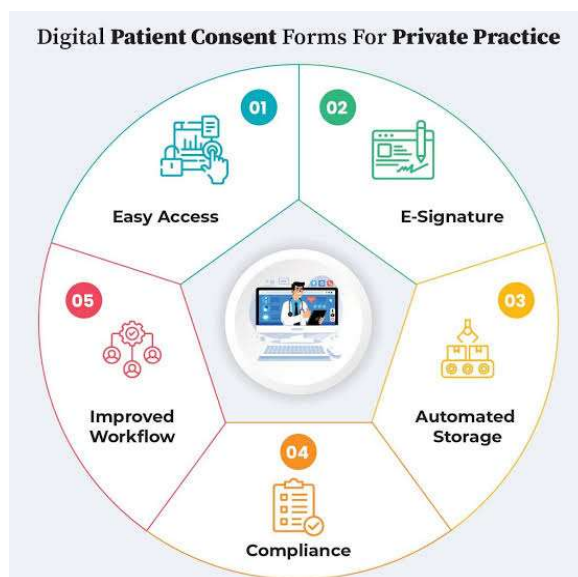 Digital Patient Consent Forms For Private Practice
01
Easy Access
02
E-Signature
03
Automated
Storage
04
Compliance
05
Improved
Workflow